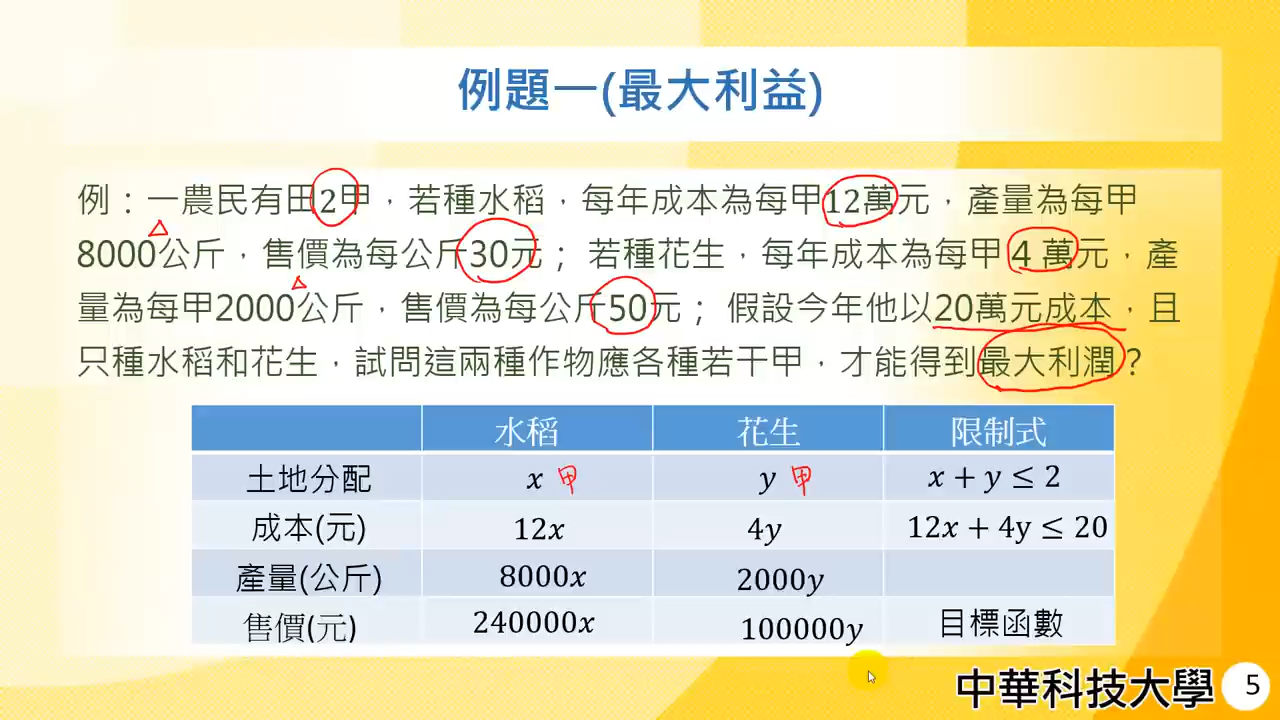 例題一(最大利益)
例：一農民有田2甲，若種水稻，每年成本為每甲12萬元，產量為每甲
8000公斤，售價為每公斤30元； 若種花生，每年成本為每甲 4 萬元，產
量為每甲2000公斤，售價為每公斤50元； 假設今年他以20萬元成本，且
只種水稻和花生，試問這兩種作物應各種若干甲，才能得到最大利潤？
水稻 花生 限制式
土地分配 x 甲 y 甲 x + y ≤ 2
成本(元) 12x 4y 12x + 4y ≤ 20
產量(公斤) 8000x 2000y
售價(元) 240000x 100000y 目標函數
中華科技大學 5